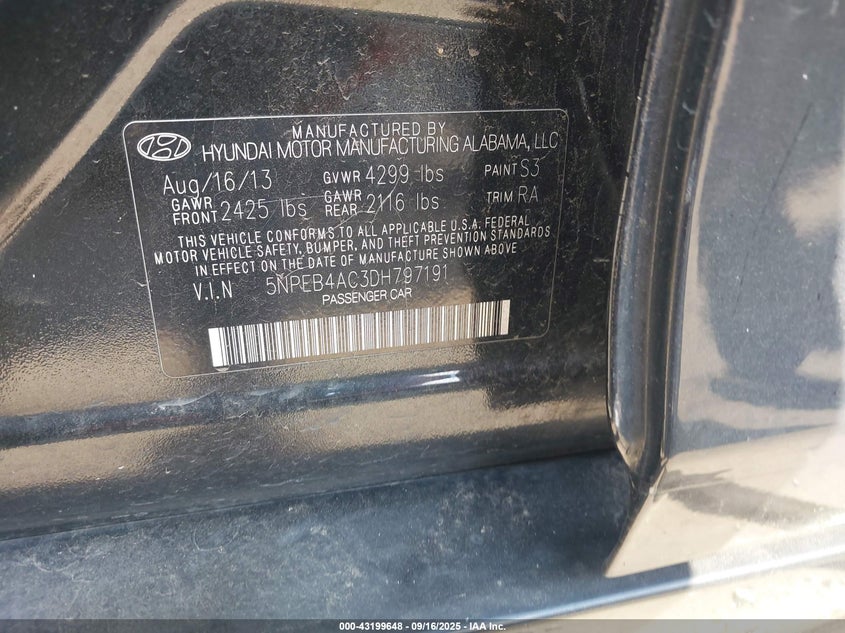 MANUFACTURED BY
HYUNDAI MOTOR MANUFACTURING ALABAMA, LLC
Aug/16/13 GVWR 4299 lbs PAINT S3
GAWR FRONT 2425 lbs GAWR REAR 2116 lbs TRIM RA
THIS VEHICLE CONFORMS TO ALL APPLICABLE U.S.A. FEDERAL
MOTOR VEHICLE SAFETY, BUMPER, AND THEFT PREVENTION STANDARDS
IN EFFECT ON THE DATE OF MANUFACTURE SHOWN ABOVE
V.I.N 5NPEB4AC3DH797191
PASSENGER CAR
000-43199648 - 09/16/2025 - IAA Inc.